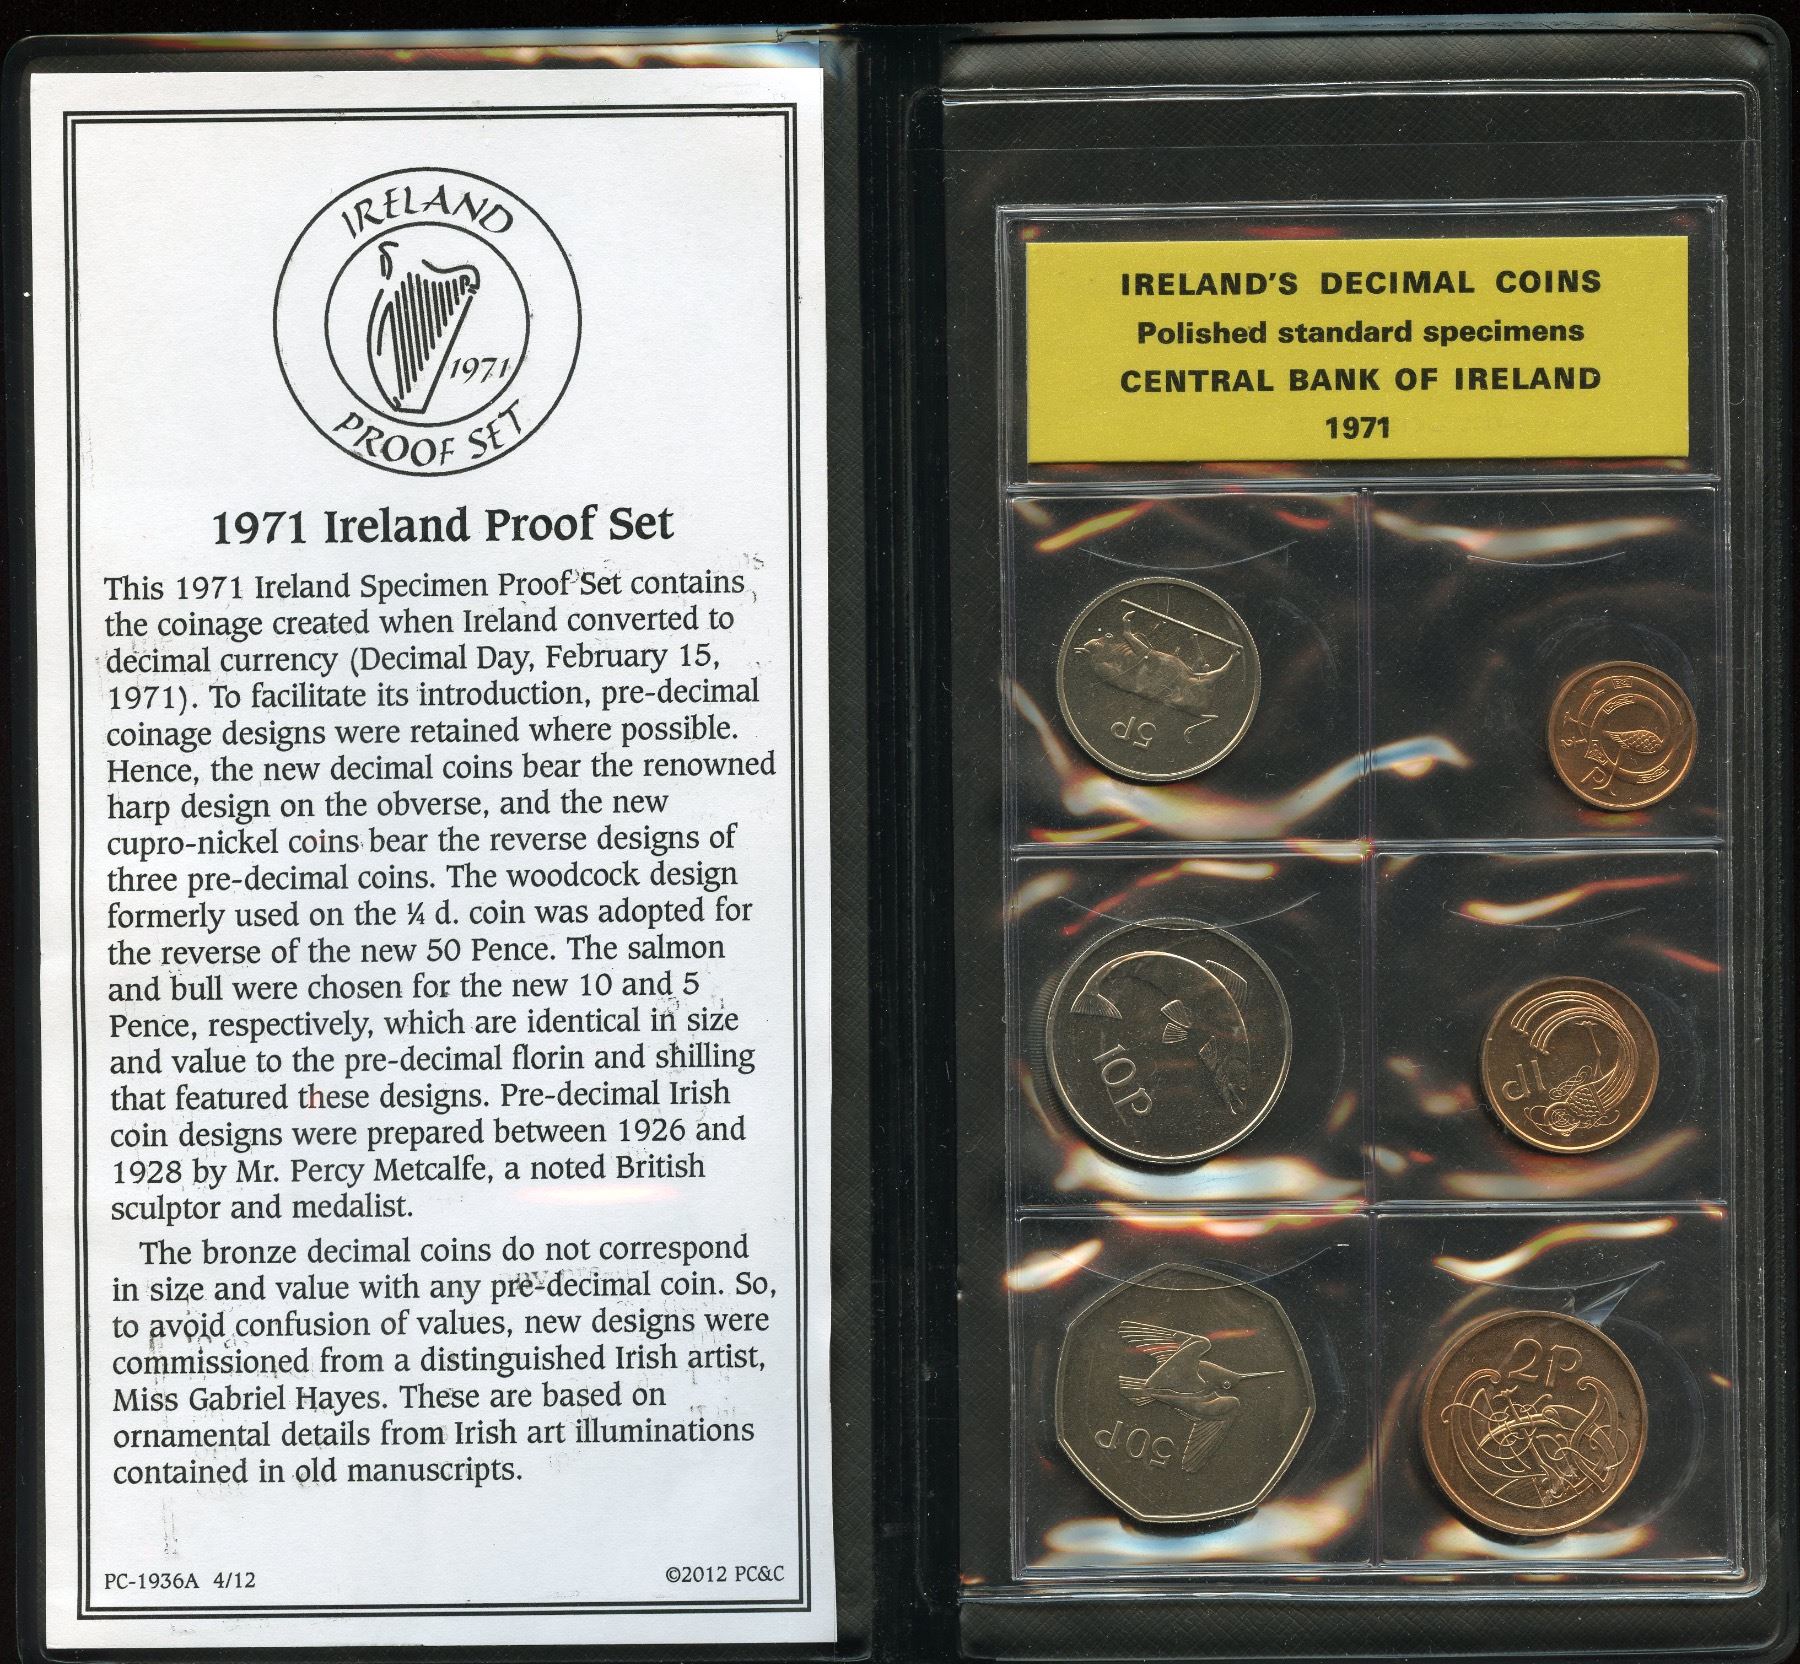 IRELAND
1971
PROOF SET
1971 Ireland Proof Set
This 1971 Ireland Specimen Proof Set contains
the coinage created when Ireland converted to
decimal currency (Decimal Day, February 15,
1971). To facilitate its introduction, pre-decimal
coinage designs were retained where possible.
Hence, the new decimal coins bear the renowned
harp design on the obverse, and the new
cupro-nickel coins bear the reverse designs of
three pre-decimal coins. The woodcock design
formerly used on the ¼ d. coin was adopted for
the reverse of the new 50 Pence. The salmon
and bull were chosen for the new 10 and 5
Pence, respectively, which are identical in size
and value to the pre-decimal florin and shilling
that featured these designs. Pre-decimal Irish
coin designs were prepared between 1926 and
1928 by Mr. Percy Metcalfe, a noted British
sculptor and medalist.
The bronze decimal coins do not correspond
in size and value with any pre-decimal coin. So,
to avoid confusion of values, new designs were
commissioned from a distinguished Irish artist,
Miss Gabriel Hayes. These are based on
ornamental details from Irish art illuminations
contained in old manuscripts.
PC-1936A 4/12
©2012 PC&C
IRELAND'S DECIMAL COINS
Polished standard specimens
CENTRAL BANK OF IRELAND
1971
5P
½P
10P
1P
50P
2P